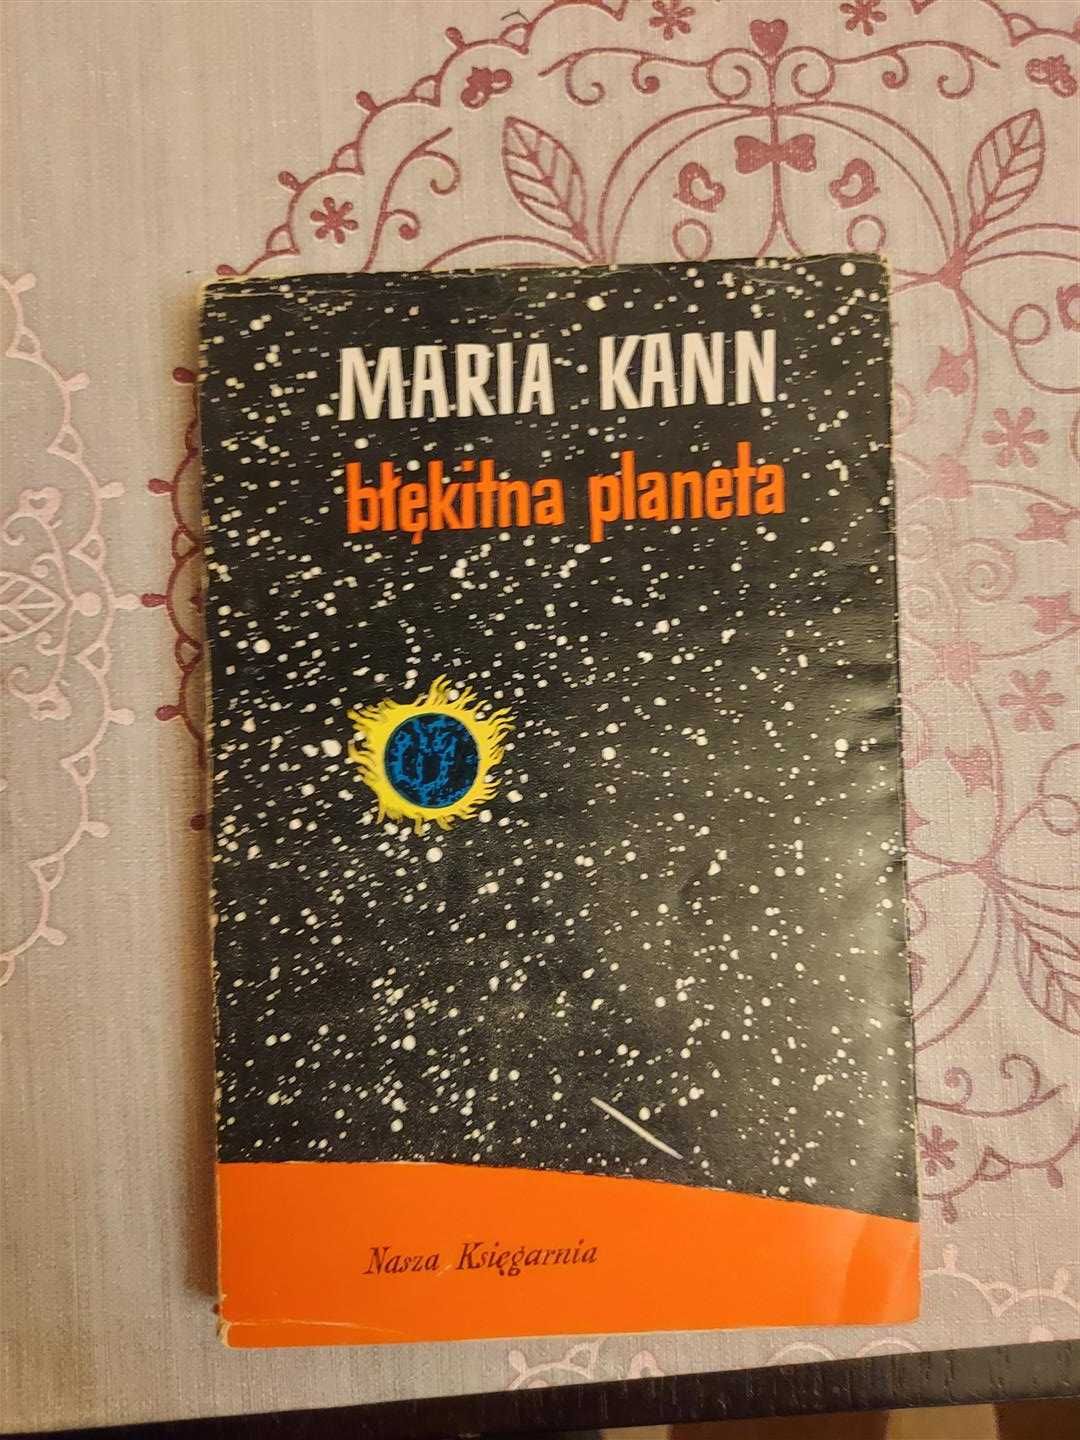 MARIA KANN
błękitna planeta
Nasza Księgarnia